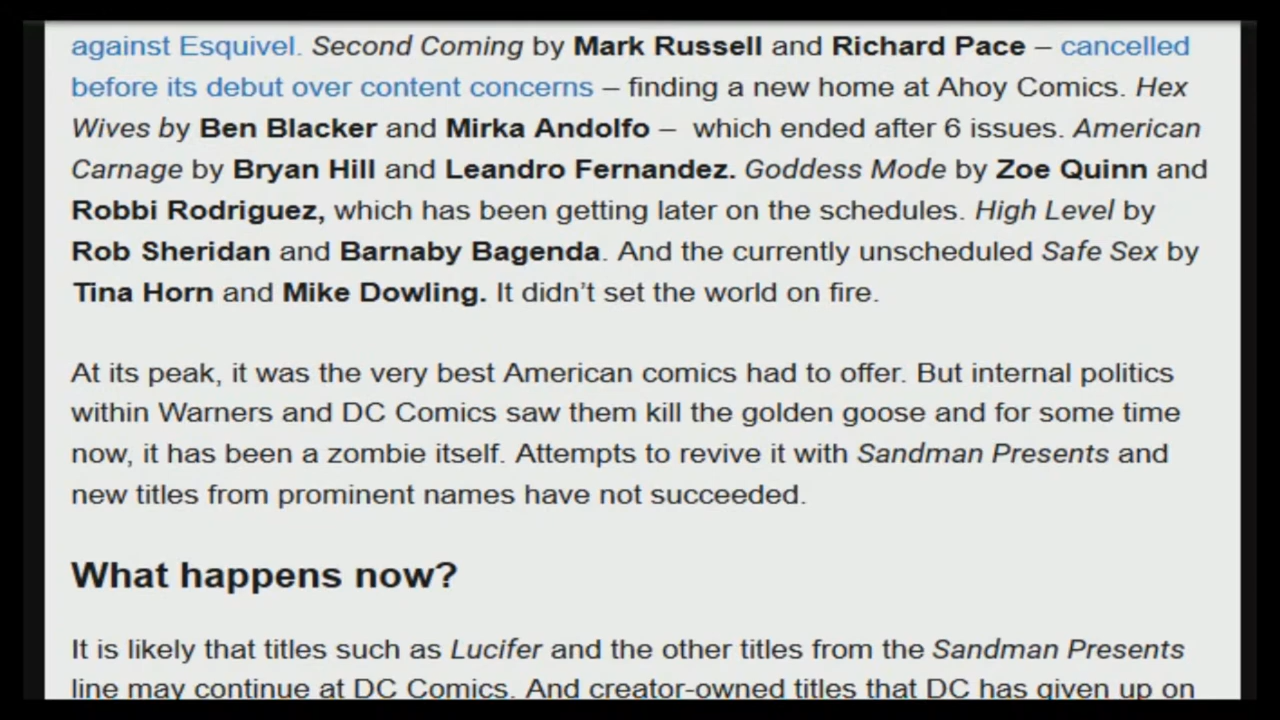 against Esquivel. Second Coming by Mark Russell and Richard Pace – cancelled
before its debut over content concerns – finding a new home at Ahoy Comics. Hex
Wives by Ben Blacker and Mirka Andolfo –  which ended after 6 issues. American
Carnage by Bryan Hill and Leandro Fernandez. Goddess Mode by Zoe Quinn and
Robbi Rodriguez, which has been getting later on the schedules. High Level by
Rob Sheridan and Barnaby Bagenda. And the currently unscheduled Safe Sex by
Tina Horn and Mike Dowling. It didn't set the world on fire.
At its peak, it was the very best American comics had to offer. But internal politics
within Warners and DC Comics saw them kill the golden goose and for some time
now, it has been a zombie itself. Attempts to revive it with Sandman Presents and
new titles from prominent names have not succeeded.
What happens now?
It is likely that titles such as Lucifer and the other titles from the Sandman Presents
line may continue at DC Comics. And creator-owned titles that DC has given up on